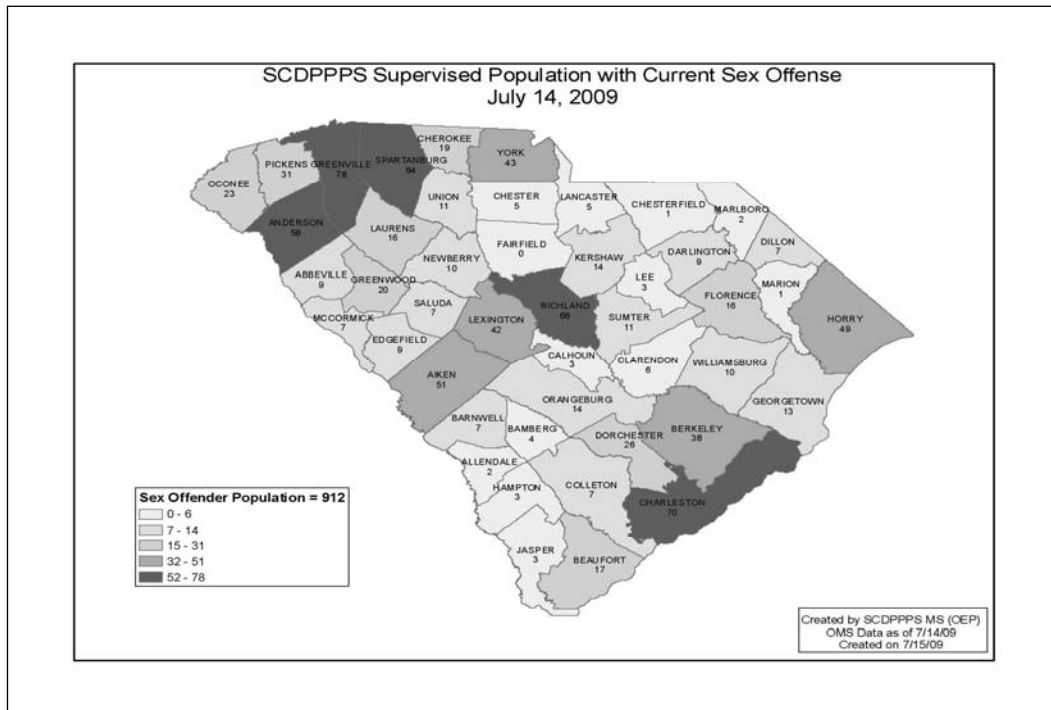 SCDPPPS Supervised Population with Current Sex Offense
July 14, 2009
CHEROKEE
19
YORK
43
SPARTANBURG
64
GREENVILLE
78
PICKENS
31
OCONEE
23
UNION
11
CHESTER
5
LANCASTER
5
CHESTERFIELD
1
MARLBORO
2
ANDERSON
58
LAURENS
16
FAIRFIELD
0
DILLON
7
NEWBERRY
10
KERSHAW
14
DARLINGTON
9
ABBEVILLE
9
GREENWOOD
20
LEE
3
MARION
1
SALUDA
7
RICHLAND
68
FLORENCE
16
HORRY
49
MCCORMICK
7
LEXINGTON
42
SUMTER
11
EDGEFIELD
9
CALHOUN
3
CLARENDON
6
WILLIAMSBURG
10
AIKEN
51
ORANGEBURG
14
GEORGETOWN
13
BARNWELL
7
BAMBERG
4
DORCHESTER
26
BERKELEY
38
ALLENDALE
2
HAMPTON
3
COLLETON
7
CHARLESTON
70
JASPER
3
BEAUFORT
17
Sex Offender Population = 912
0 - 6
7 - 14
15 - 31
32 - 51
52 - 78
Created by SCDPPPS MS (OEP)
OMS Data as of 7/14/09
Created on 7/15/09